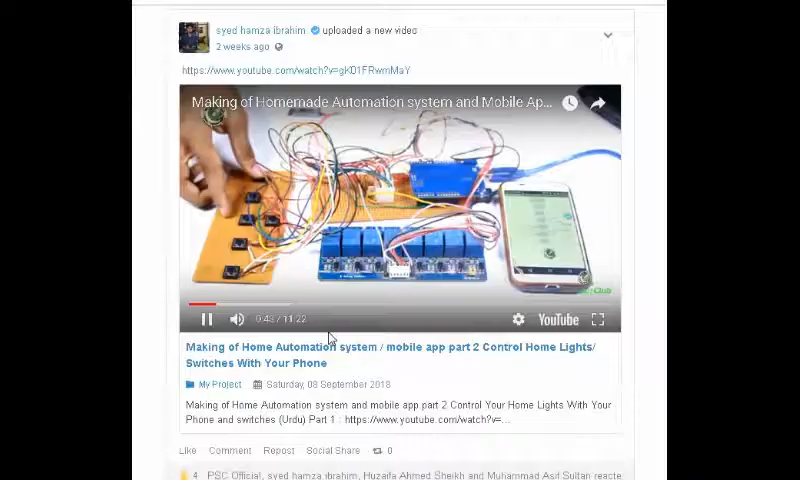 syed hamza ibrahim uploaded a new video
2 weeks ago
https://www.youtube.com/watch?v=gK01FRwmMaY
Making of Homemade Automation system and Mobile Ap...
0:43 / 11:22
YouTube
Making of Home Automation system / mobile app part 2 Control Home Lights/
Switches With Your Phone
My Project Saturday, 08 September 2018
Making of Home Automation system and mobile app part 2 Control Your Home Lights With Your
Phone and switches (Urdu) Part 1 : https://www.youtube.com/watch?v=...
Like Comment Repost Social Share 0
4 PSC Official, syed hamza ibrahim, Huzaifa Ahmed Sheikh and Muhammad Asif Sultan reacte